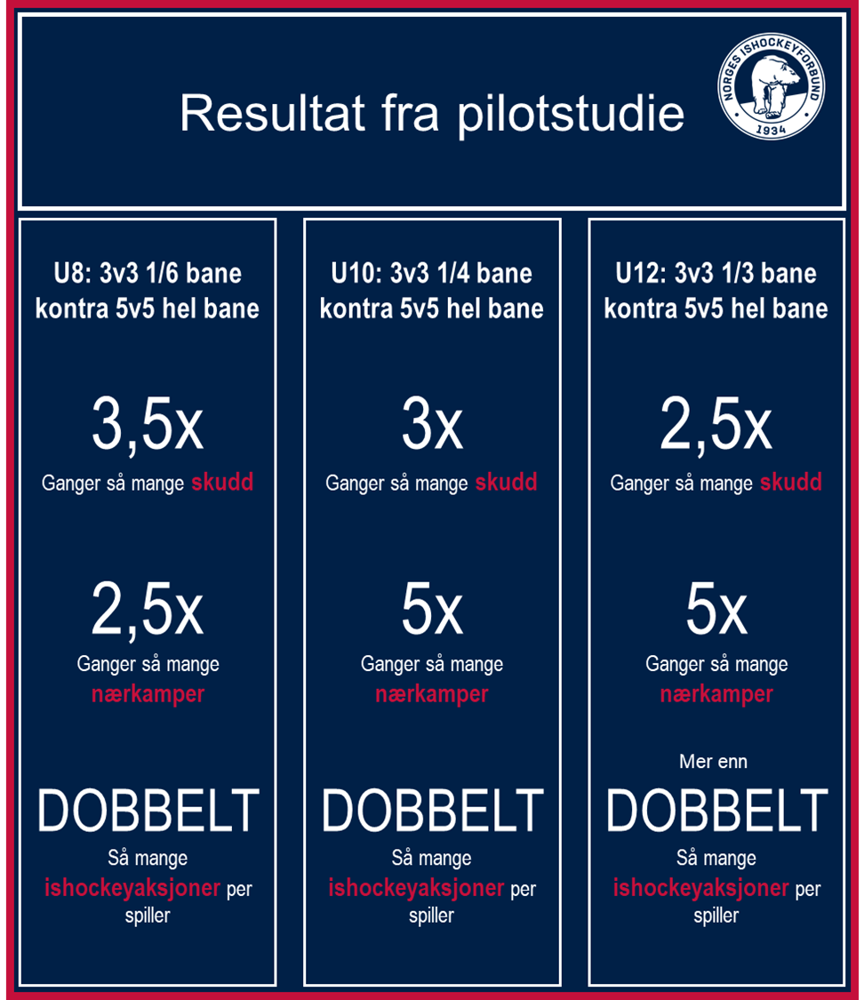 Resultat fra pilotstudie
NORGES ISHOCKEYFORBUND
1934
U8: 3v3 1/6 bane
kontra 5v5 hel bane
3,5x
Ganger så mange skudd
2,5x
Ganger så mange
nærkamper
DOBBELT
Så mange
ishockeyaksjoner per
spiller
U10: 3v3 1/4 bane
kontra 5v5 hel bane
3x
Ganger så mange skudd
5x
Ganger så mange
nærkamper
DOBBELT
Så mange
ishockeyaksjoner per
spiller
U12: 3v3 1/3 bane
kontra 5v5 hel bane
2,5x
Ganger så mange skudd
5x
Ganger så mange
nærkamper
Mer enn
DOBBELT
Så mange
ishockeyaksjoner per
spiller